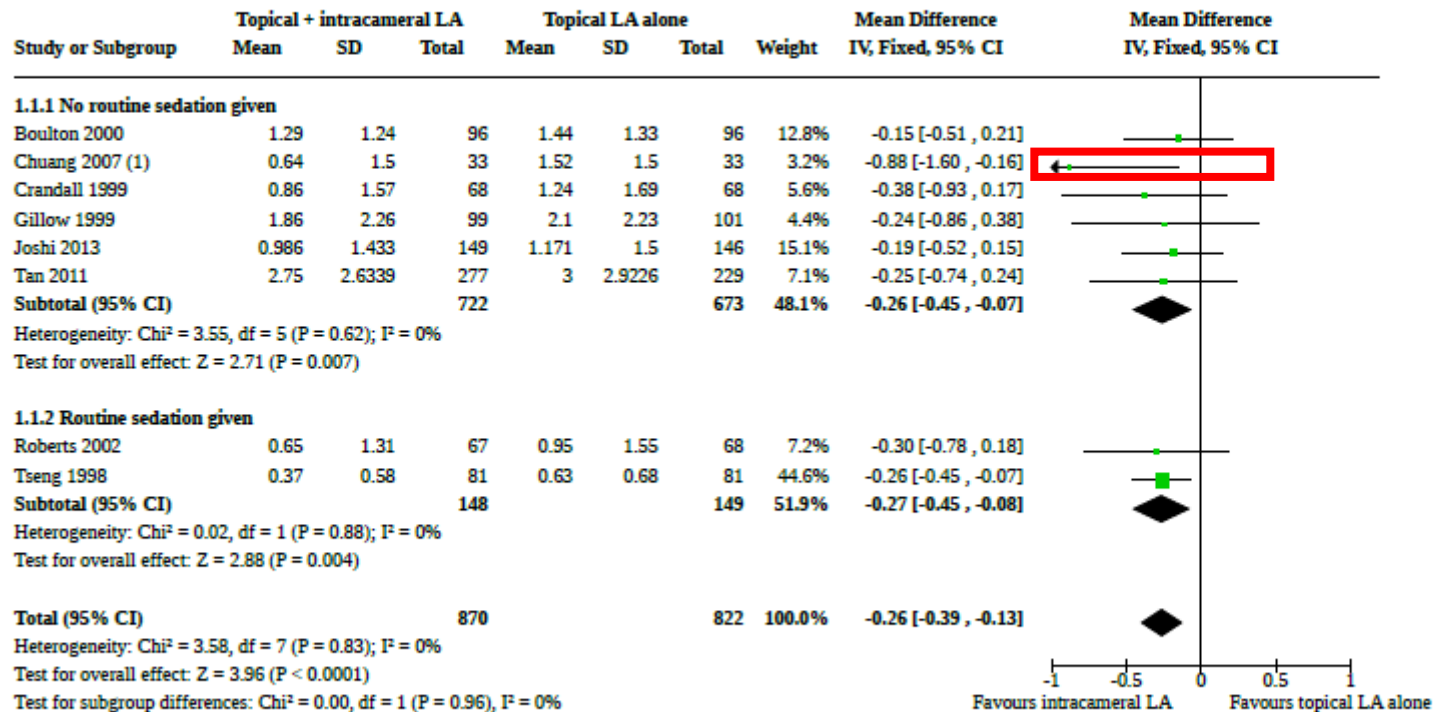 Topical + intracameral LA Topical LA alone Mean Difference Mean Difference
Study or Subgroup Mean SD Total Mean SD Total Weight IV, Fixed, 95% CI IV, Fixed, 95% CI
1.1.1 No routine sedation given
Boulton 2000 1.29 1.24 96 1.44 1.33 96 12.8% -0.15 [-0.51 , 0.21]
Chuang 2007 (1) 0.64 1.5 33 1.52 1.5 33 3.2% -0.88 [-1.60 , -0.16]
Crandall 1999 0.86 1.57 68 1.24 1.69 68 5.6% -0.38 [-0.93 , 0.17]
Gillow 1999 1.86 2.26 99 2.1 2.23 101 4.4% -0.24 [-0.86 , 0.38]
Joshi 2013 0.986 1.433 149 1.171 1.5 146 15.1% -0.19 [-0.52 , 0.15]
Tan 2011 2.75 2.6339 277 3 2.9226 229 7.1% -0.25 [-0.74 , 0.24]
Subtotal (95% CI) 722 673 48.1% -0.26 [-0.45 , -0.07]
Heterogeneity: Chi² = 3.55, df = 5 (P = 0.62); I² = 0%
Test for overall effect: Z = 2.71 (P = 0.007)
1.1.2 Routine sedation given
Roberts 2002 0.65 1.31 67 0.95 1.55 68 7.2% -0.30 [-0.78 , 0.18]
Tseng 1998 0.37 0.58 81 0.63 0.68 81 44.6% -0.26 [-0.45 , -0.07]
Subtotal (95% CI) 148 149 51.9% -0.27 [-0.45 , -0.08]
Heterogeneity: Chi² = 0.02, df = 1 (P = 0.88); I² = 0%
Test for overall effect: Z = 2.88 (P = 0.004)
Total (95% CI) 870 822 100.0% -0.26 [-0.39 , -0.13]
Heterogeneity: Chi² = 3.58, df = 7 (P = 0.83); I² = 0%
Test for overall effect: Z = 3.96 (P < 0.0001)
-1 -0.5 0 0.5 1
Test for subgroup differences: Chi² = 0.00, df = 1 (P = 0.96), I² = 0% Favours intracameral LA Favours topical LA alone